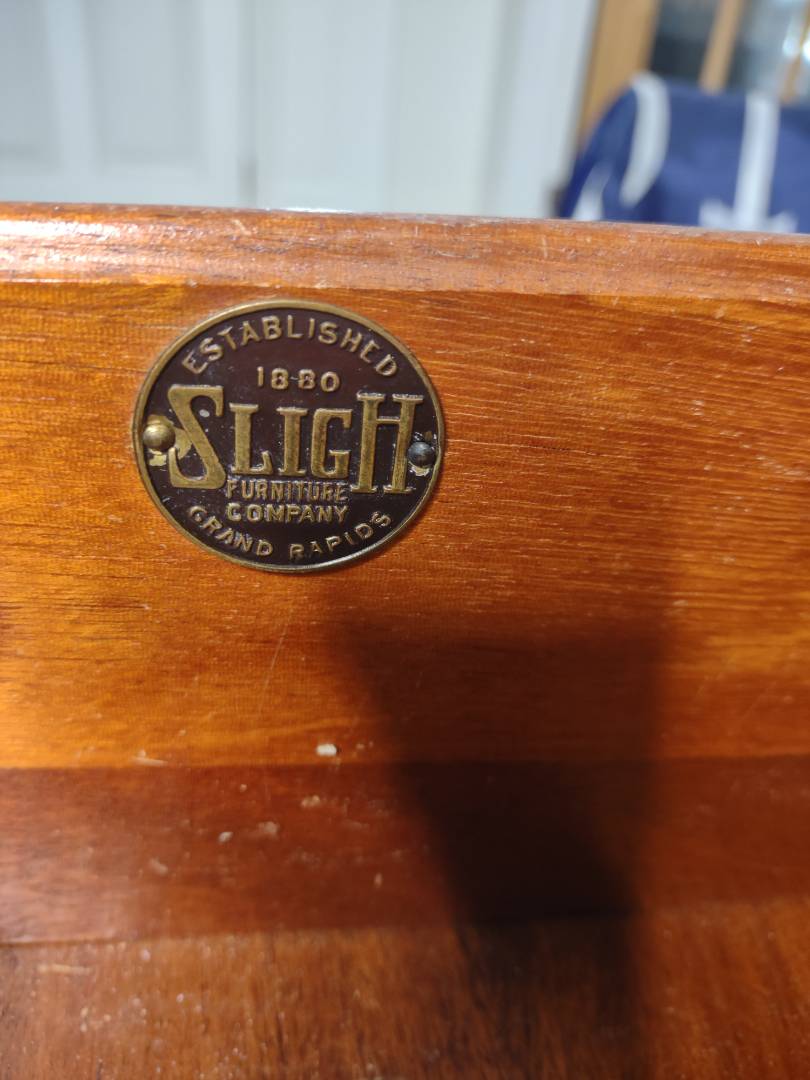 ESTABLISHED
1880
SLIGH
FURNITURE
COMPANY
GRAND RAPIDS